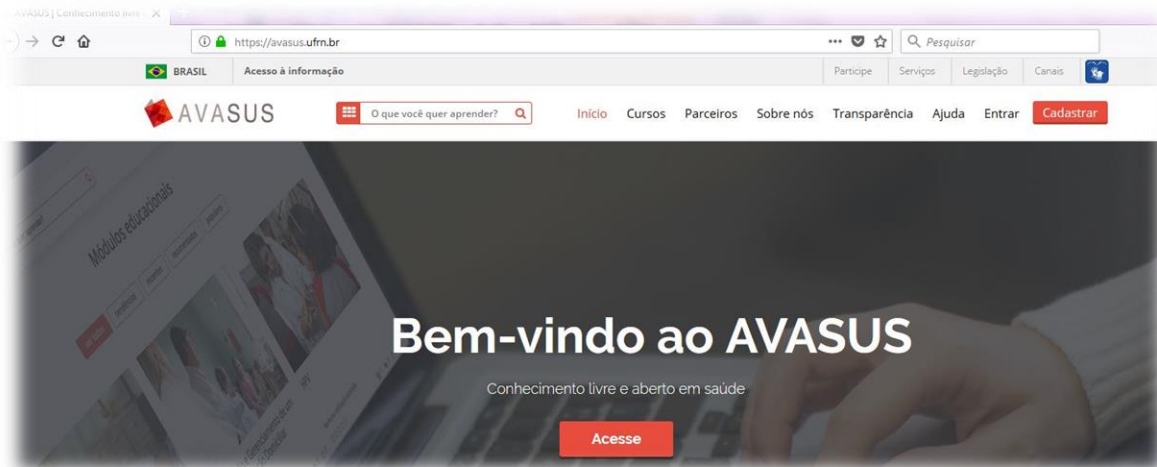 AVASUS | Conhecimento livre
https://avasus.ufrn.br
Pesquisar
BRASIL Acesso à informação Participe Serviços Legislação Canais
AVASUS O que você quer aprender? Início Cursos Parceiros Sobre nós Transparência Ajuda Entrar Cadastrar
Módulos educacionais
HPV
Bem-vindo ao AVASUS
Conhecimento livre e aberto em saúde
Acesse